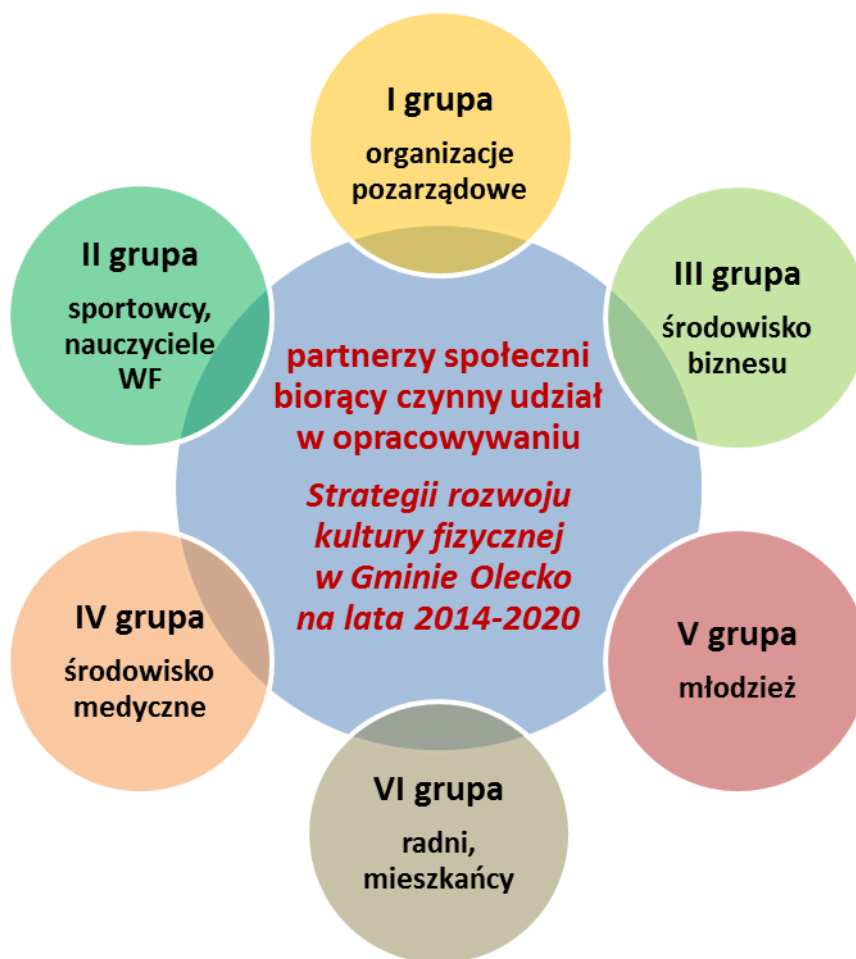 I grupa
organizacje
pozarządowe
II grupa
sportowcy,
nauczyciele
WF
III grupa
środowisko
biznesu
partnerzy społeczni
biorący czynny udział
w opracowywaniu
Strategii rozwoju
kultury fizycznej
w Gminie Olecko
na lata 2014-2020
IV grupa
środowisko
medyczne
V grupa
młodzież
VI grupa
radni,
mieszkańcy